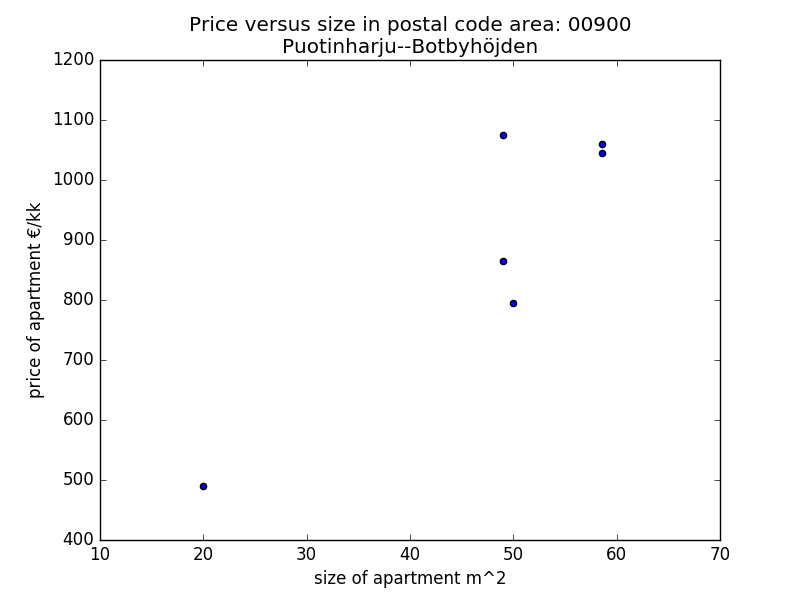 Price versus size in postal code area: 00900
Puotinharju--Botbyhöjden
1200
1100
1000
900
800
700
600
500
400
price of apartment €/kk
10 20 30 40 50 60 70
size of apartment m^2